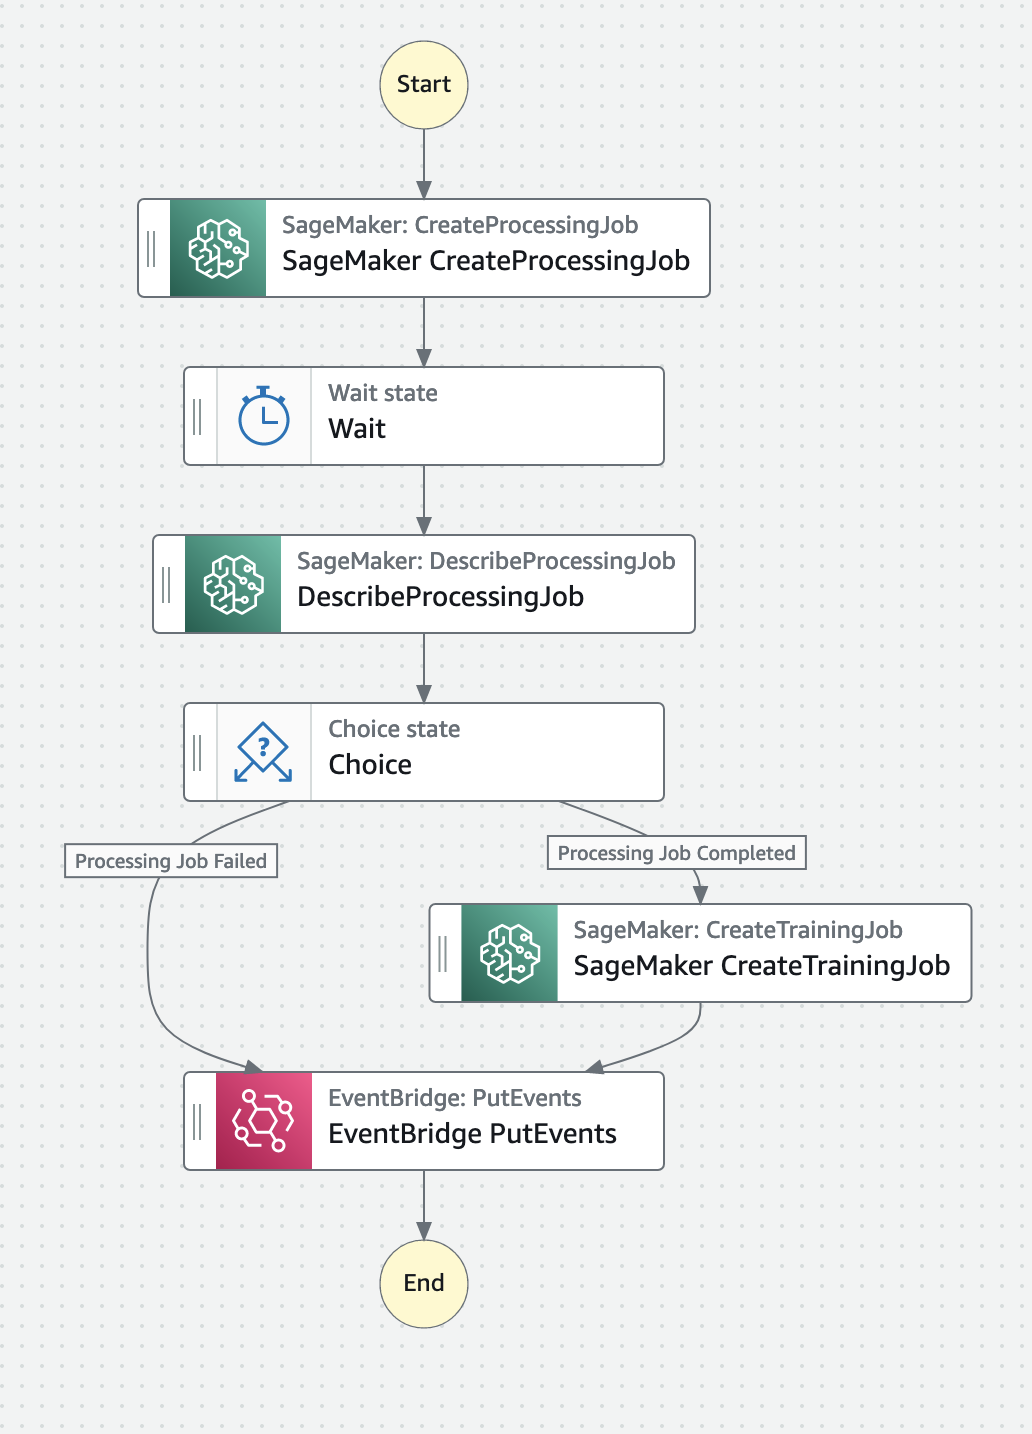 Start
SageMaker: CreateProcessingJob
SageMaker CreateProcessingJob
Wait state
Wait
SageMaker: DescribeProcessingJob
DescribeProcessingJob
Choice state
?
Choice
Processing Job Failed
Processing Job Completed
SageMaker: CreateTrainingJob
SageMaker CreateTrainingJob
EventBridge: PutEvents
EventBridge PutEvents
End